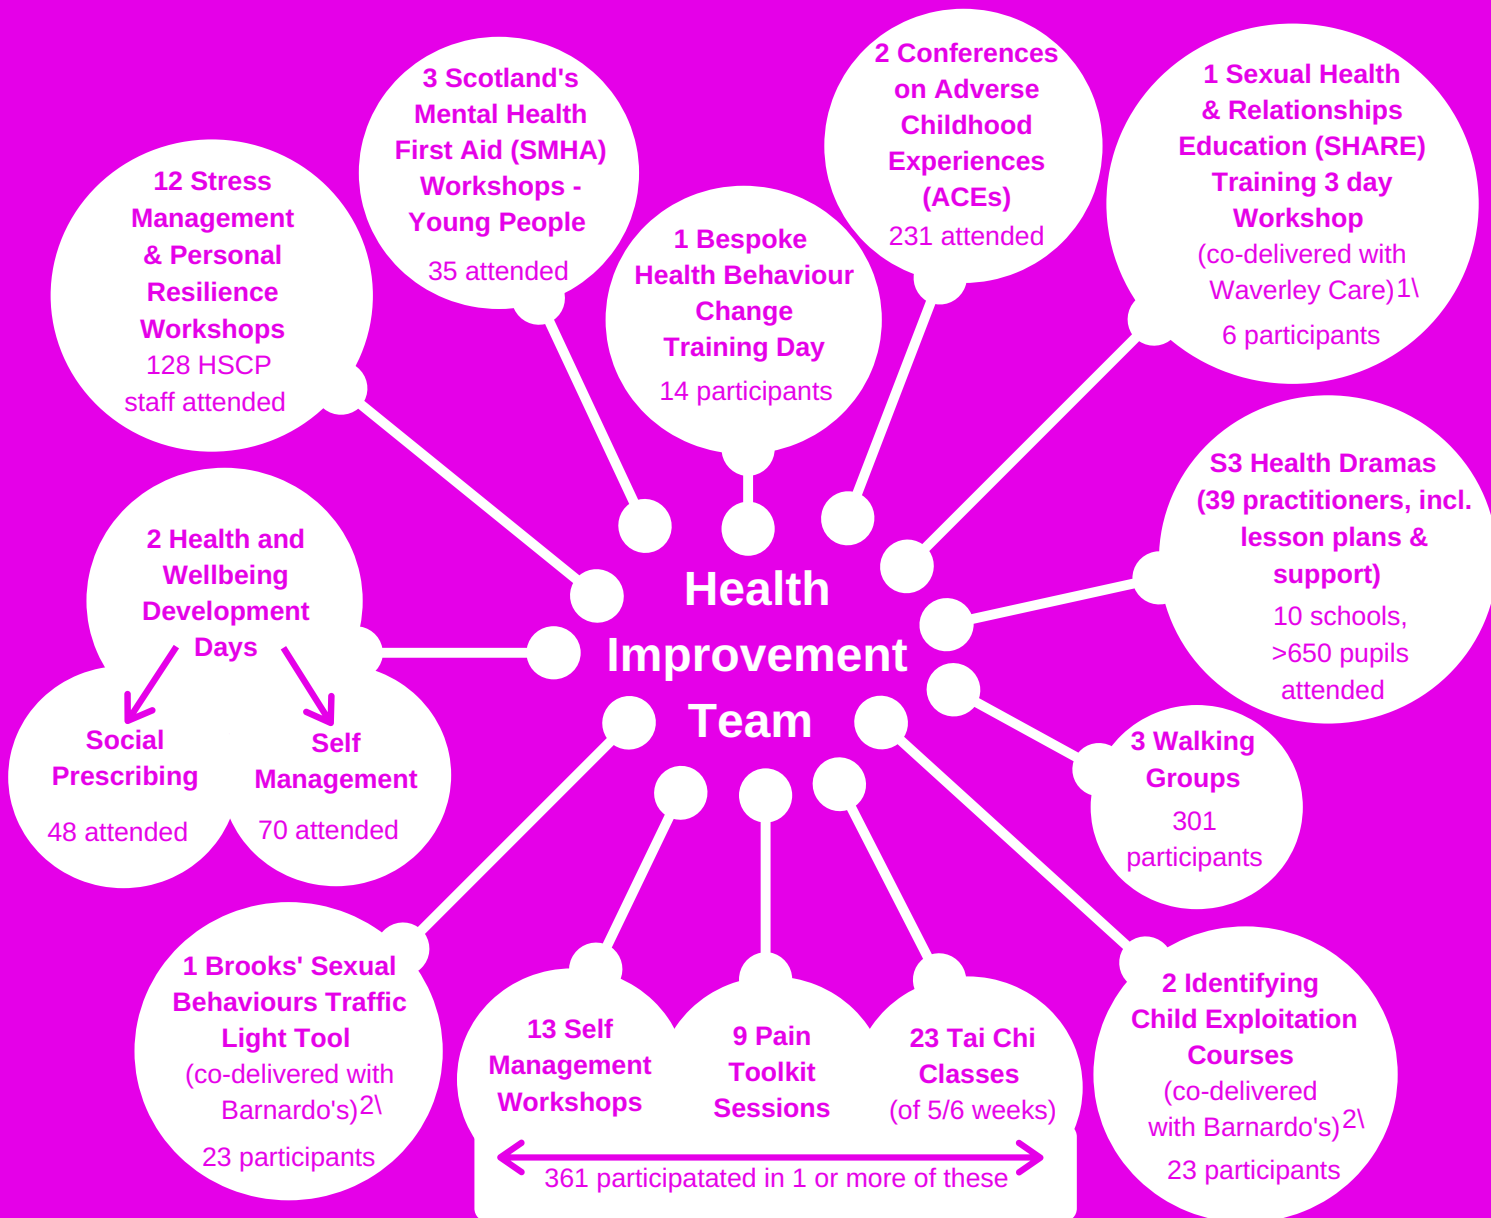 3 Scotland's
Mental Health
First Aid (SMHA)
Workshops -
Young People
35 attended
2 Conferences
on Adverse
Childhood
Experiences
(ACEs)
231 attended
1 Sexual Health
& Relationships
Education (SHARE)
Training 3 day
Workshop
(co-delivered with
Waverley Care)1\
6 participants
12 Stress
Management
& Personal
Resilience
Workshops
128 HSCP
staff attended
1 Bespoke
Health Behaviour
Change
Training Day
14 participants
S3 Health Dramas
(39 practitioners, incl.
lesson plans &
support)
10 schools,
>650 pupils
attended
2 Health and
Wellbeing
Development
Days
Social
Prescribing
48 attended
Self
Management
70 attended
Health
Improvement
Team
3 Walking
Groups
301
participants
1 Brooks' Sexual
Behaviours Traffic
Light Tool
(co-delivered with
Barnardo's)2\
23 participants
13 Self
Management
Workshops
9 Pain
Toolkit
Sessions
23 Tai Chi
Classes
(of 5/6 weeks)
361 participatated in 1 or more of these
2 Identifying
Child Exploitation
Courses
(co-delivered
with Barnardo's)2\
23 participants